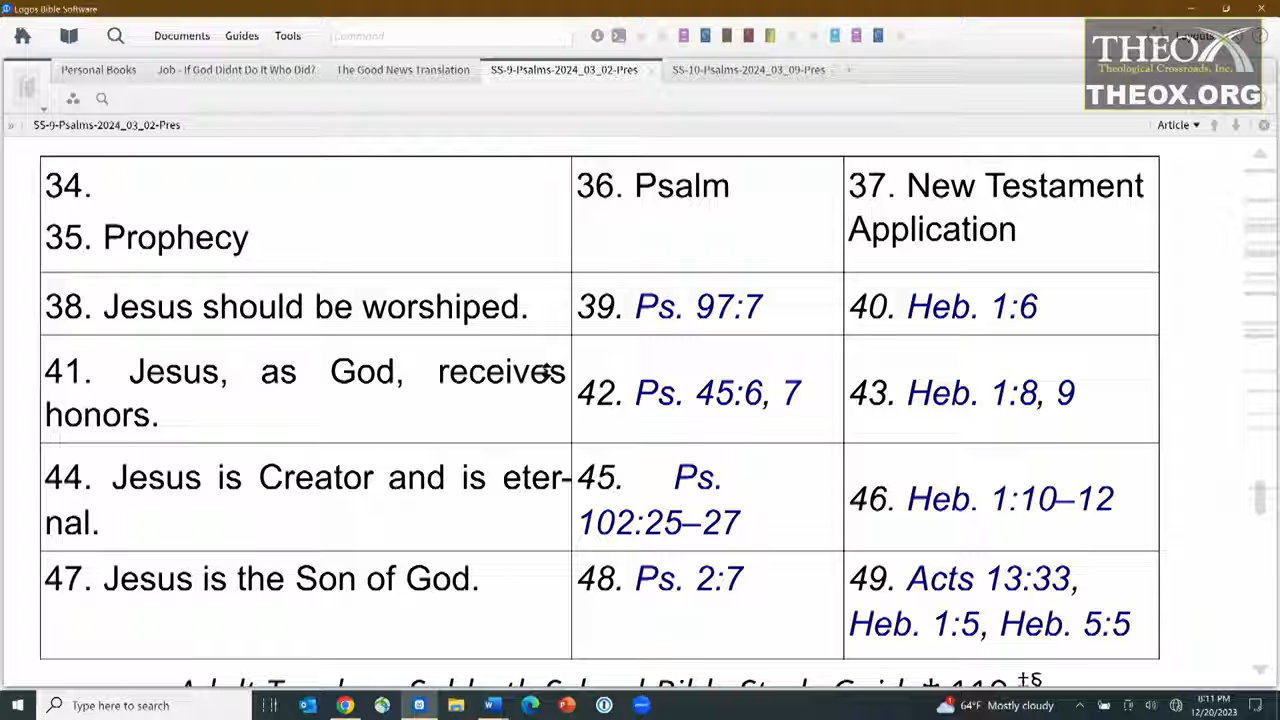 Logos Bible Software
Documents Guides Tools Command Layouts
THEOX
Theological Crossroads, Inc.
THEOX.ORG
Personal Books Job - If God Didnt Do It Who Did? SS-9-Psalms-2024_03_02-Pres SS-10-Psalms-2024_03_09-Pres
SS-9-Psalms-2024_03_02-Pres Article
34.
35. Prophecy
36. Psalm
37. New Testament
Application
38. Jesus should be worshiped.
39. Ps. 97:7
40. Heb. 1:6
41. Jesus, as God, receives
honors.
42. Ps. 45:6, 7
43. Heb. 1:8, 9
44. Jesus is Creator and is eter-
nal.
45. Ps.
102:25–27
46. Heb. 1:10–12
47. Jesus is the Son of God.
48. Ps. 2:7
49. Acts 13:33,
Heb. 1:5, Heb. 5:5
Type here to search
64°F Mostly cloudy
8:11 PM
12/20/2023